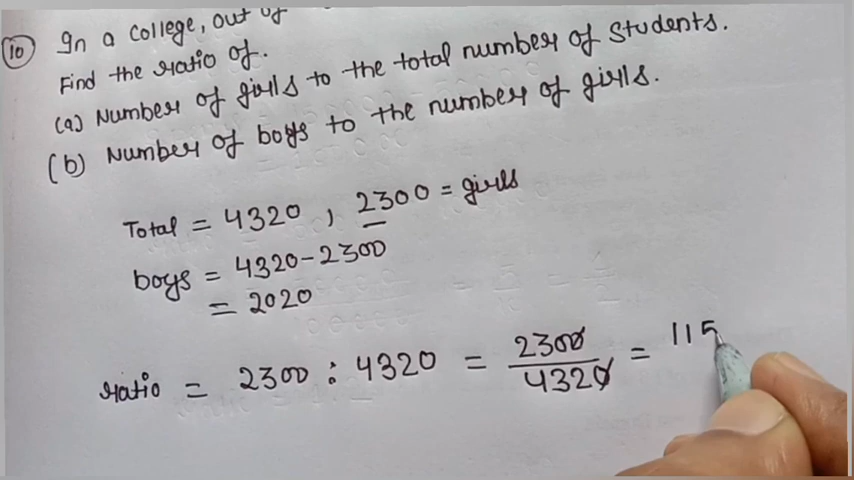 10 In a college, out of
Find the ratio of.
(a) Number of girls to the total number of students.
(b) Number of boys to the number of girls.
Total = 4320 , 2300 = girls
boys = 4320-2300
= 2020
ratio = 2300 : 4320 = 2300/4320 = 115